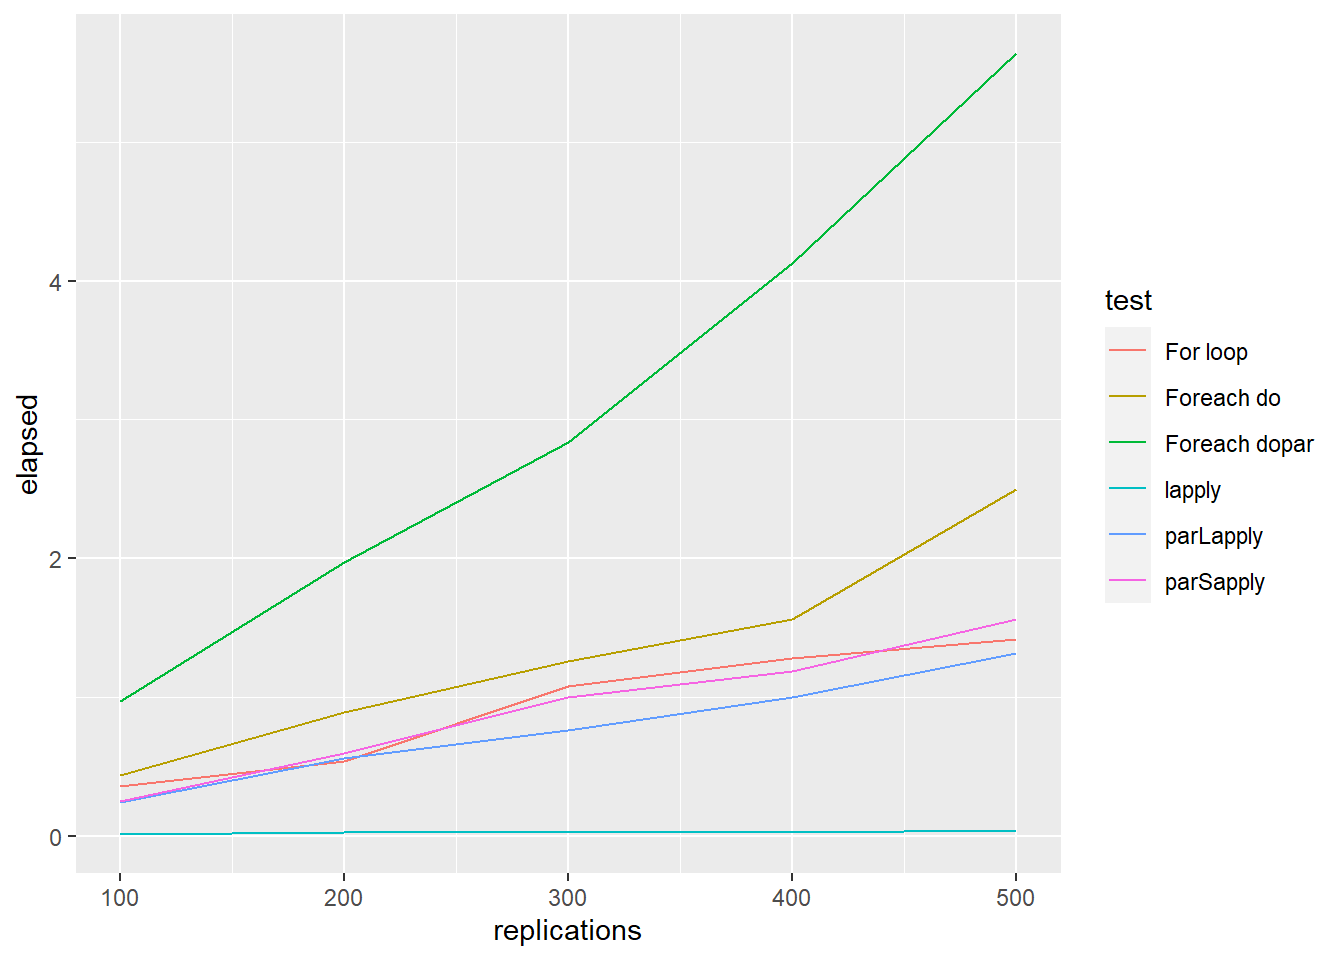 elapsed
4
2
0
100 200 300 400 500
replications
test
For loop
Foreach do
Foreach dopar
lapply
parLapply
parSapply